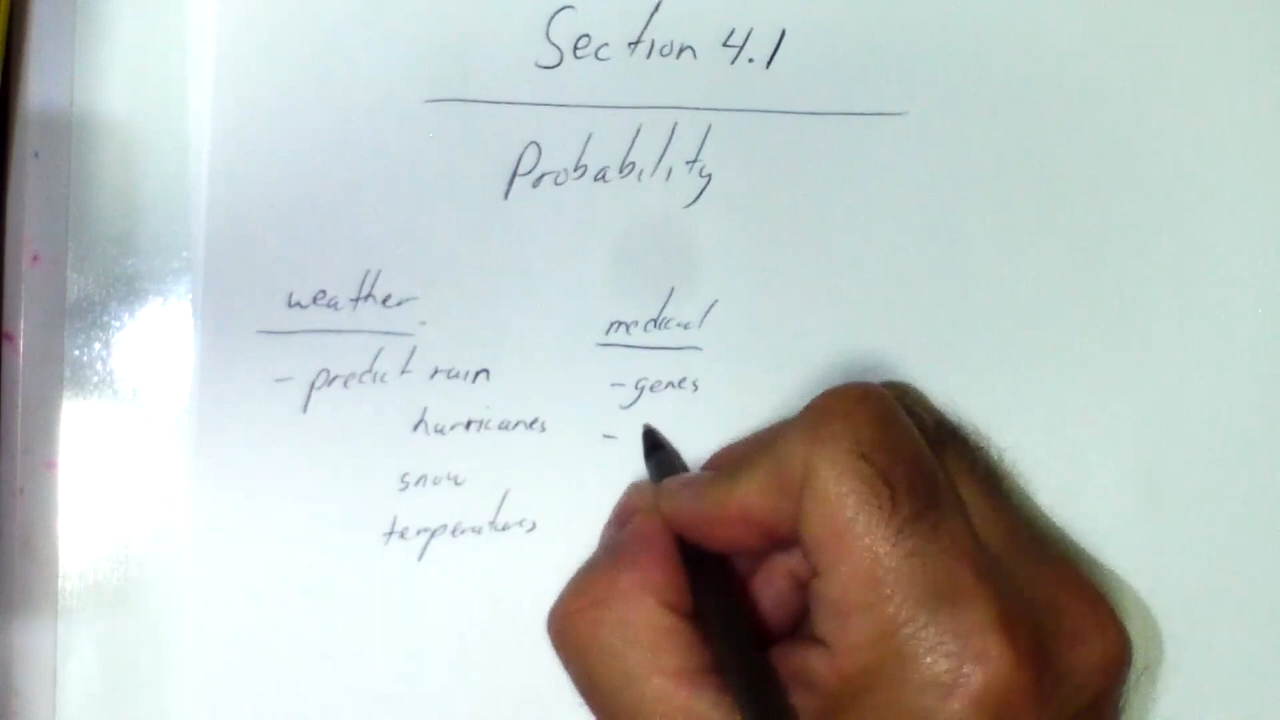 Section 4.1
Probability
weather
- predict rain
hurricanes
snow
temperatures
medical
- genes
-